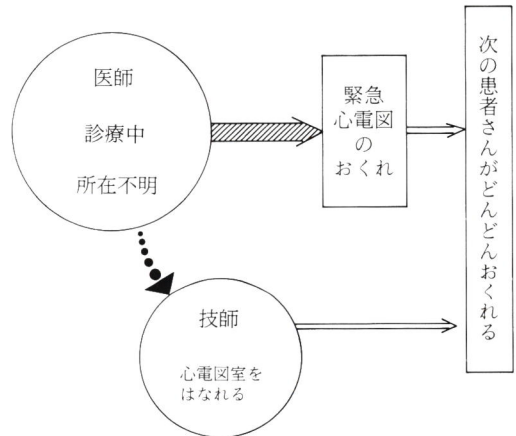 医師
診療中
所在不明
緊急
心電図
の
おくれ
次の患者さんがどんどんおくれる
技師
心電図室を
はなれる